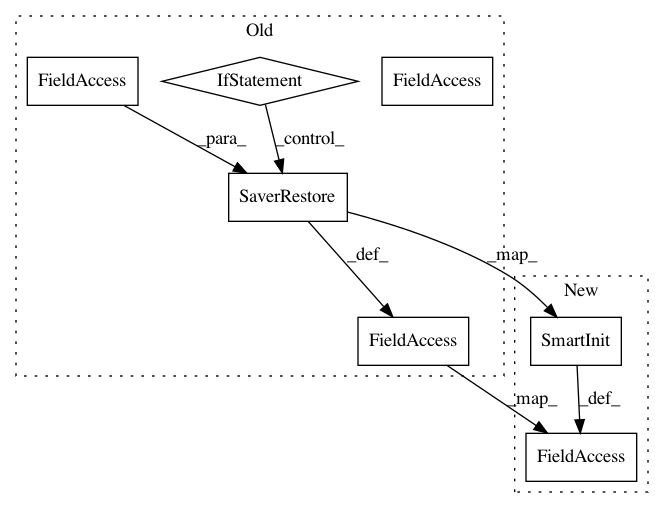 Old
FieldAccess
IfStatement
FieldAccess
_para_
_control_
SaverRestore
_def_
_map_
New
FieldAccess
SmartInit
_map_
_def_
FieldAccess